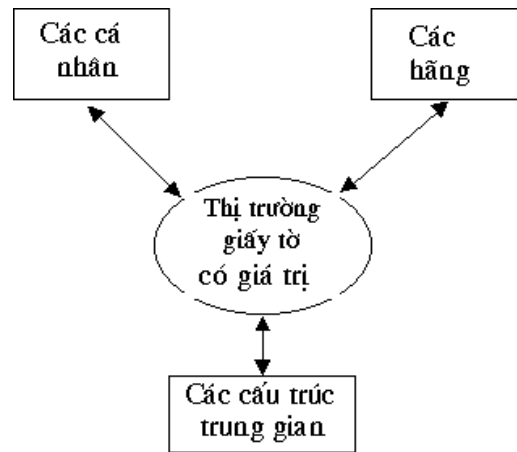 Các cá
nhân
Các
hãng
Thị trường
giấy tờ
có giá trị
Các cấu trúc
trung gian